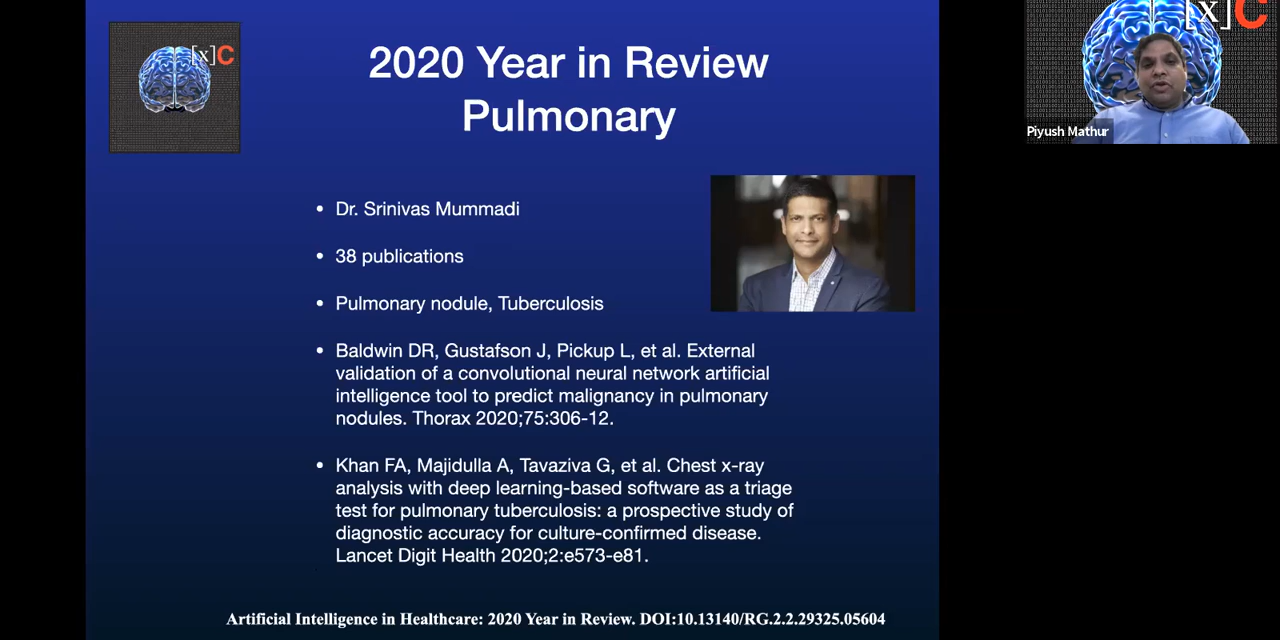 [x]C
2020 Year in Review
Pulmonary
• Dr. Srinivas Mummadi
• 38 publications
• Pulmonary nodule, Tuberculosis
• Baldwin DR, Gustafson J, Pickup L, et al. External
validation of a convolutional neural network artificial
intelligence tool to predict malignancy in pulmonary
nodules. Thorax 2020;75:306-12.
• Khan FA, Majidulla A, Tavaziva G, et al. Chest x-ray
analysis with deep learning-based software as a triage
test for pulmonary tuberculosis: a prospective study of
diagnostic accuracy for culture-confirmed disease.
Lancet Digit Health 2020;2:e573-e81.
Artificial Intelligence in Healthcare: 2020 Year in Review. DOI:10.13140/RG.2.2.29325.05604
[x]C
Piyush Mathur